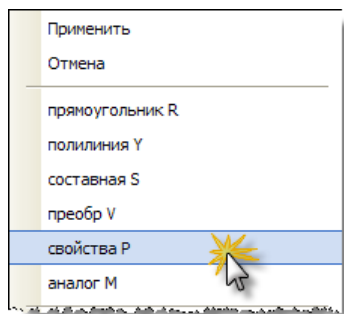 Применить
Отмена
прямоугольник R
полилиния Y
составная S
преобр V
свойства P
аналог M